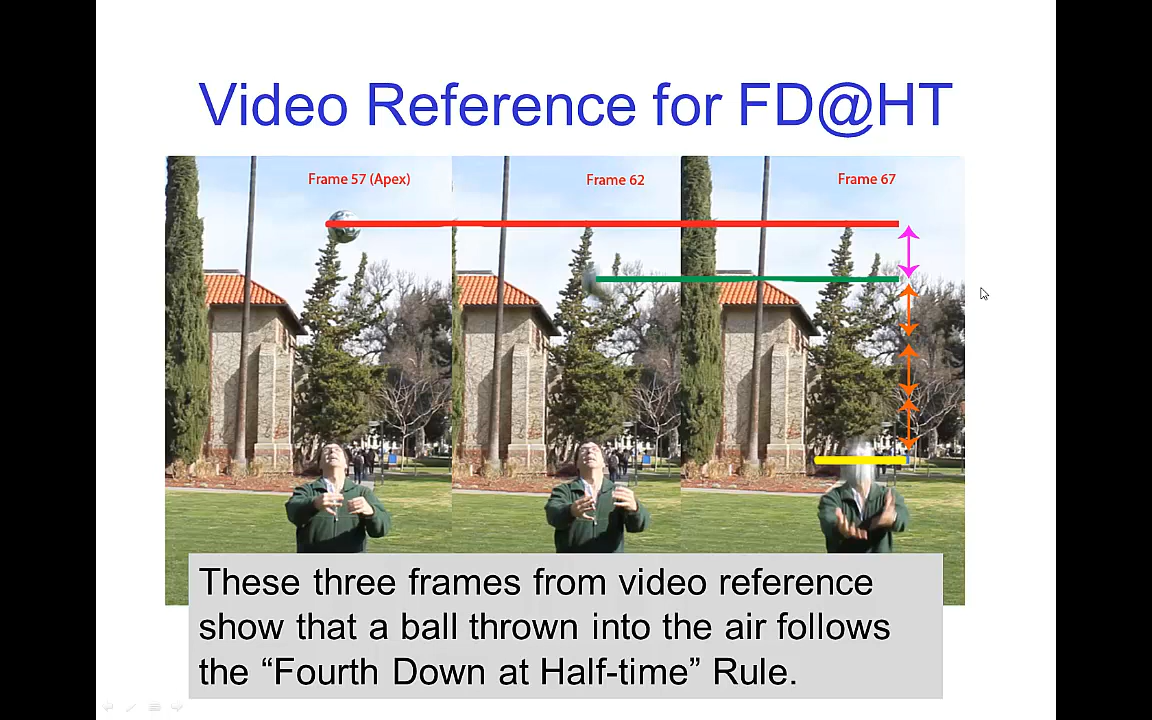 Video Reference for FD@HT
Frame 57 (Apex)
Frame 62
Frame 67
These three frames from video reference
show that a ball thrown into the air follows
the “Fourth Down at Half-time” Rule.